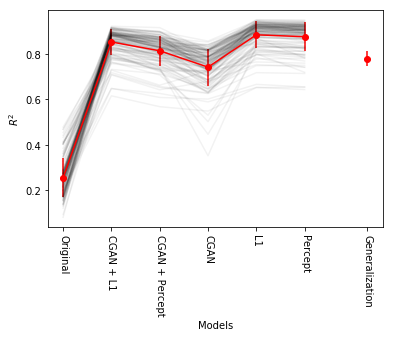 0.8
0.6
0.4
0.2
R²
Original
CGAN + L1
CGAN + Percept
CGAN
L1
Percept
Generalization
Models